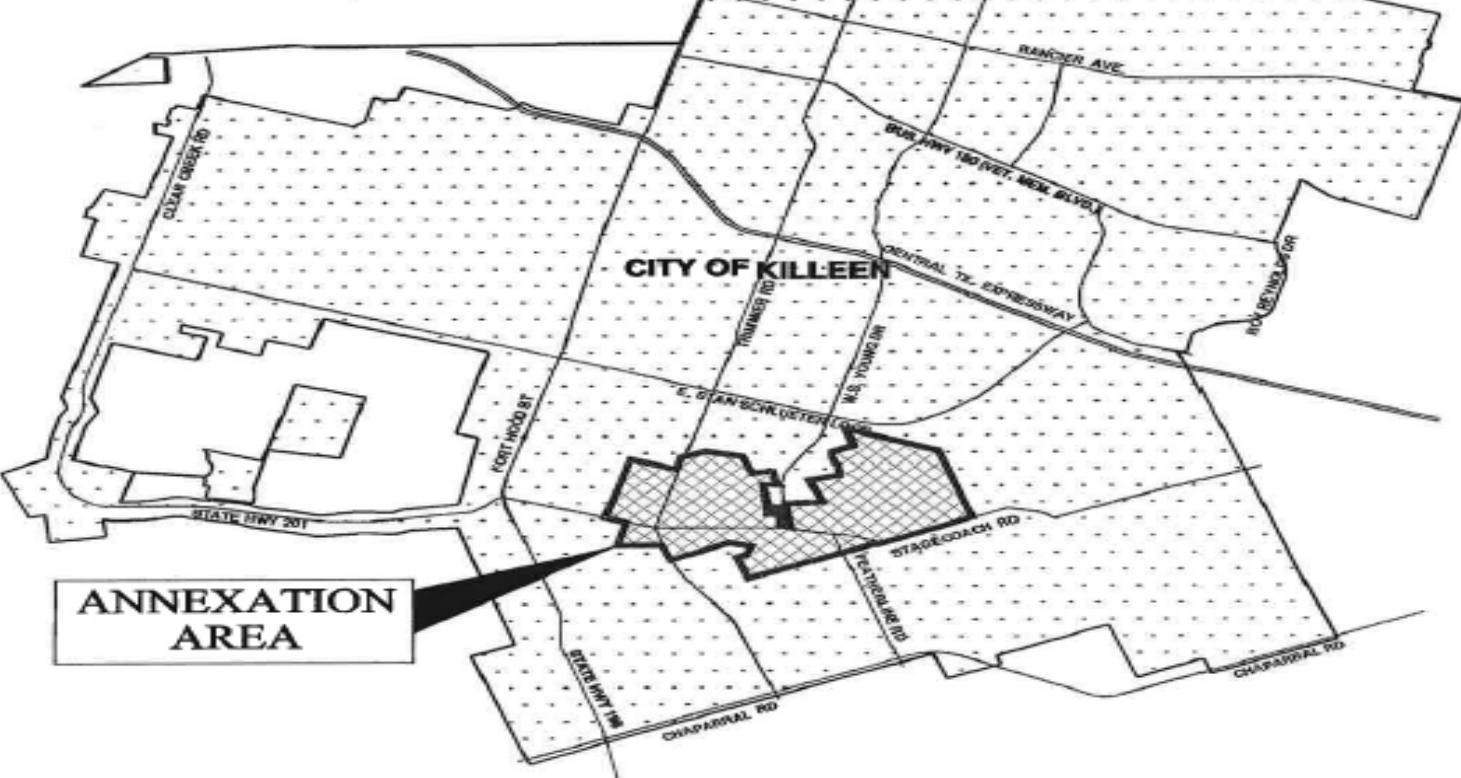 RANCIER AVE
BUS. HWY 190 (VET. MEM. BLVD.)
CLEAR CREEK RD
CITY OF KILLEEN
CENTRAL TX. EXPRESSWAY
ROY REYNOLDS DR
TRIMMIER RD
W.S. YOUNG DR
E. STAN SCHLUETER LOOP
FORT HOOD ST
STATE HWY 201
STAGECOACH RD
FEATHERLINE RD
ANNEXATION
AREA
STATE HWY 195
CHAPARRAL RD
CHAPARRAL RD